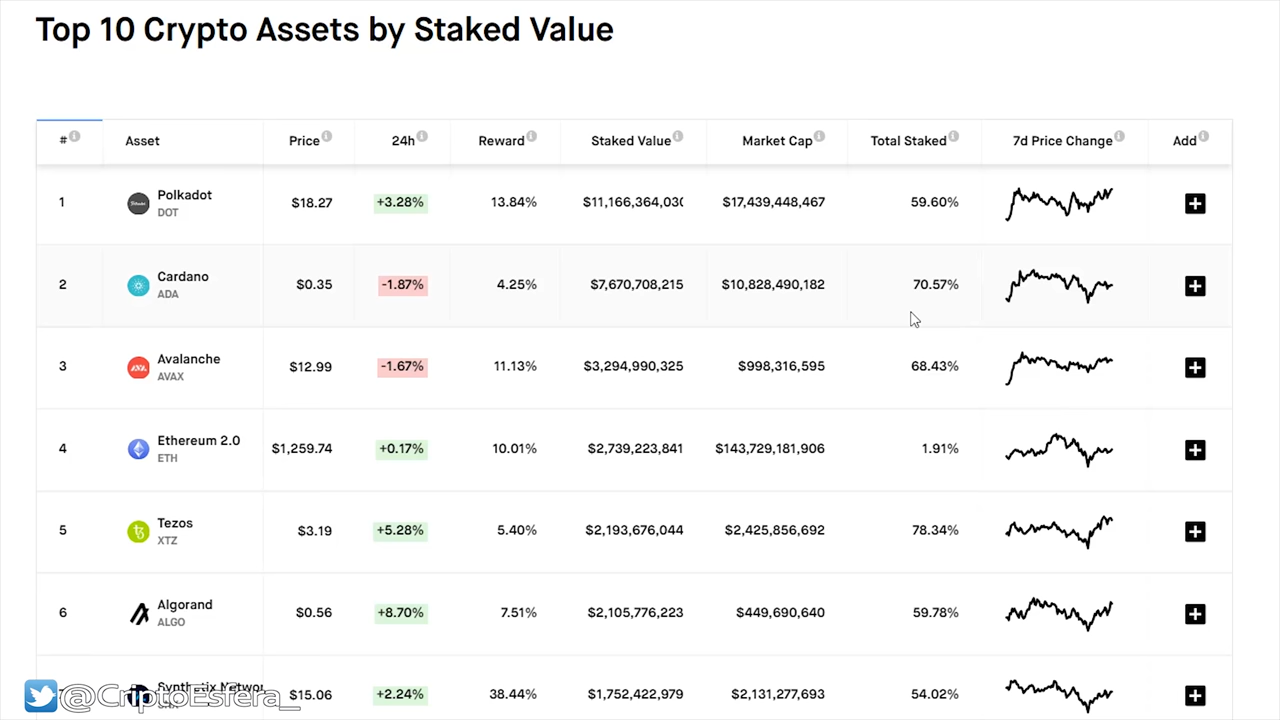 Top 10 Crypto Assets by Staked Value
# Asset Price 24h Reward Staked Value Market Cap Total Staked 7d Price Change Add
1 Polkadot $18.27 +3.28% 13.84% $11,166,364,030 $17,439,448,467 59.60%
DOT
2 Cardano $0.35 -1.87% 4.25% $7,670,708,215 $10,828,490,182 70.57%
ADA
3 Avalanche $12.99 -1.67% 11.13% $3,294,990,325 $998,316,595 68.43%
AVAX
4 Ethereum 2.0 $1,259.74 +0.17% 10.01% $2,739,223,841 $143,729,181,906 1.91%
ETH
5 Tezos $3.19 +5.28% 5.40% $2,193,676,044 $2,425,856,692 78.34%
XTZ
6 Algorand $0.56 +8.70% 7.51% $2,105,776,223 $449,690,640 59.78%
ALGO
Synthetix Networ $15.06 +2.24% 38.44% $1,752,422,979 $2,131,277,693 54.02%
@CriptoEsfera_